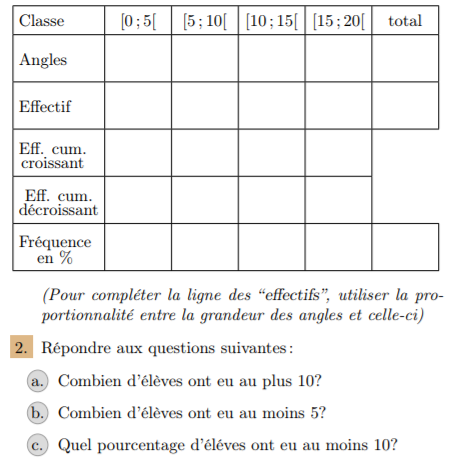 Classe [0 ; 5[ [5 ; 10[ [10 ; 15[ [15 ; 20[ total
Angles
Effectif
Eff. cum.
croissant
Eff. cum.
décroissant
Fréquence
en %
(Pour compléter la ligne des “effectifs”, utiliser la pro-
portionnalité entre la grandeur des angles et celle-ci)
2. Répondre aux questions suivantes :
a. Combien d’élèves ont eu au plus 10?
b. Combien d’élèves ont eu au moins 5?
c. Quel pourcentage d’éléves ont eu au moins 10?